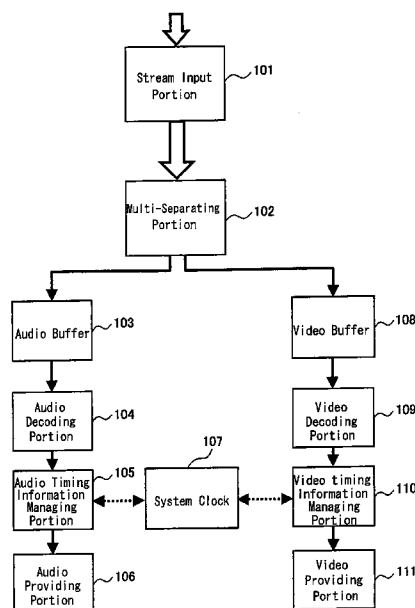 Stream Input
Portion
101
Multi-Separating
Portion
102
Audio Buffer
103
Video Buffer
108
Audio
Decoding
Portion
104
Video
Decoding
Portion
109
Audio Timing
Information
Managing
Portion
105
System Clock
107
Video timing
Information
Managing
Portion
110
Audio
Providing
Portion
106
Video
Providing
Portion
111